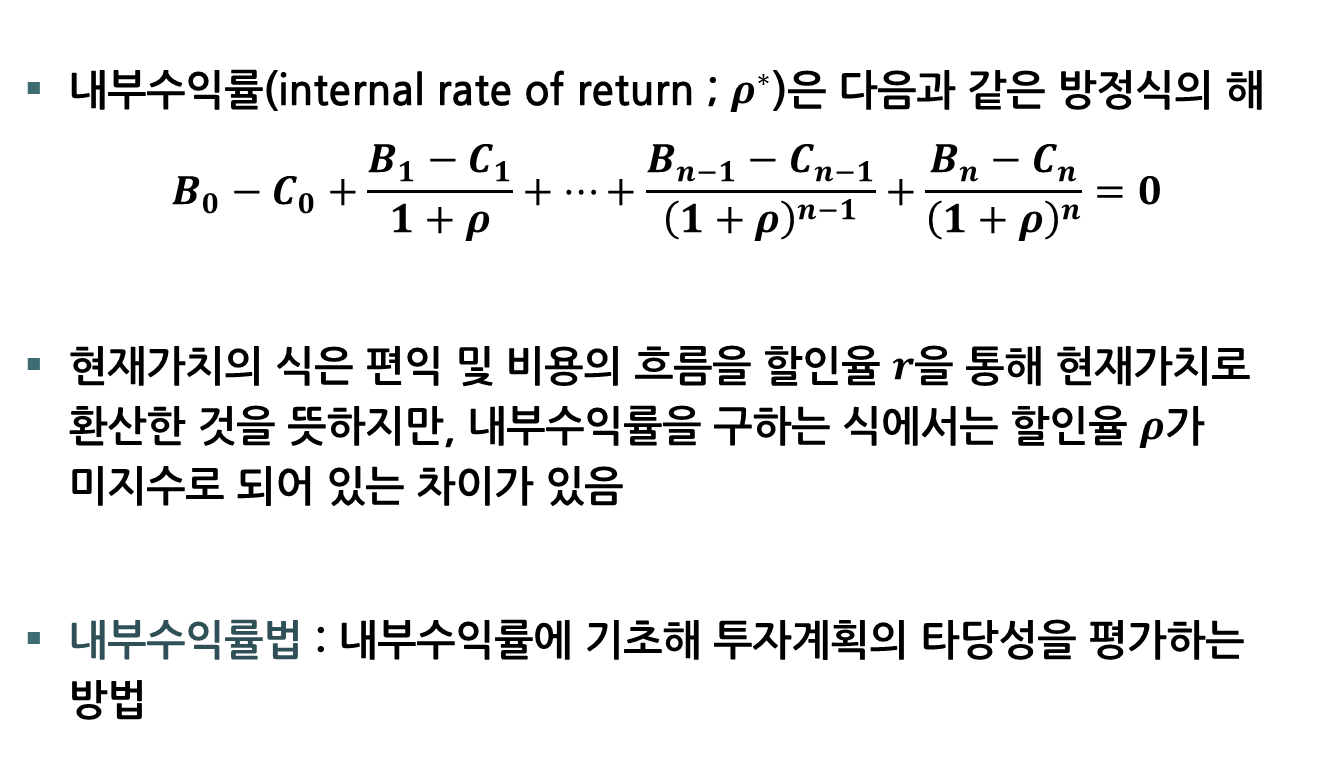 ▪ 내부수익률(internal rate of return ; ρ*)은 다음과 같은 방정식의 해
B₀ − C₀ + (B₁ − C₁)/(1 + ρ) + ⋯ + (Bₙ₋₁ − Cₙ₋₁)/(1 + ρ)ⁿ⁻¹ + (Bₙ − Cₙ)/(1 + ρ)ⁿ = 0
▪ 현재가치의 식은 편익 및 비용의 흐름을 할인율 r을 통해 현재가치로
환산한 것을 뜻하지만, 내부수익률을 구하는 식에서는 할인율 ρ가
미지수로 되어 있는 차이가 있음
▪ 내부수익률법 : 내부수익률에 기초해 투자계획의 타당성을 평가하는
방법